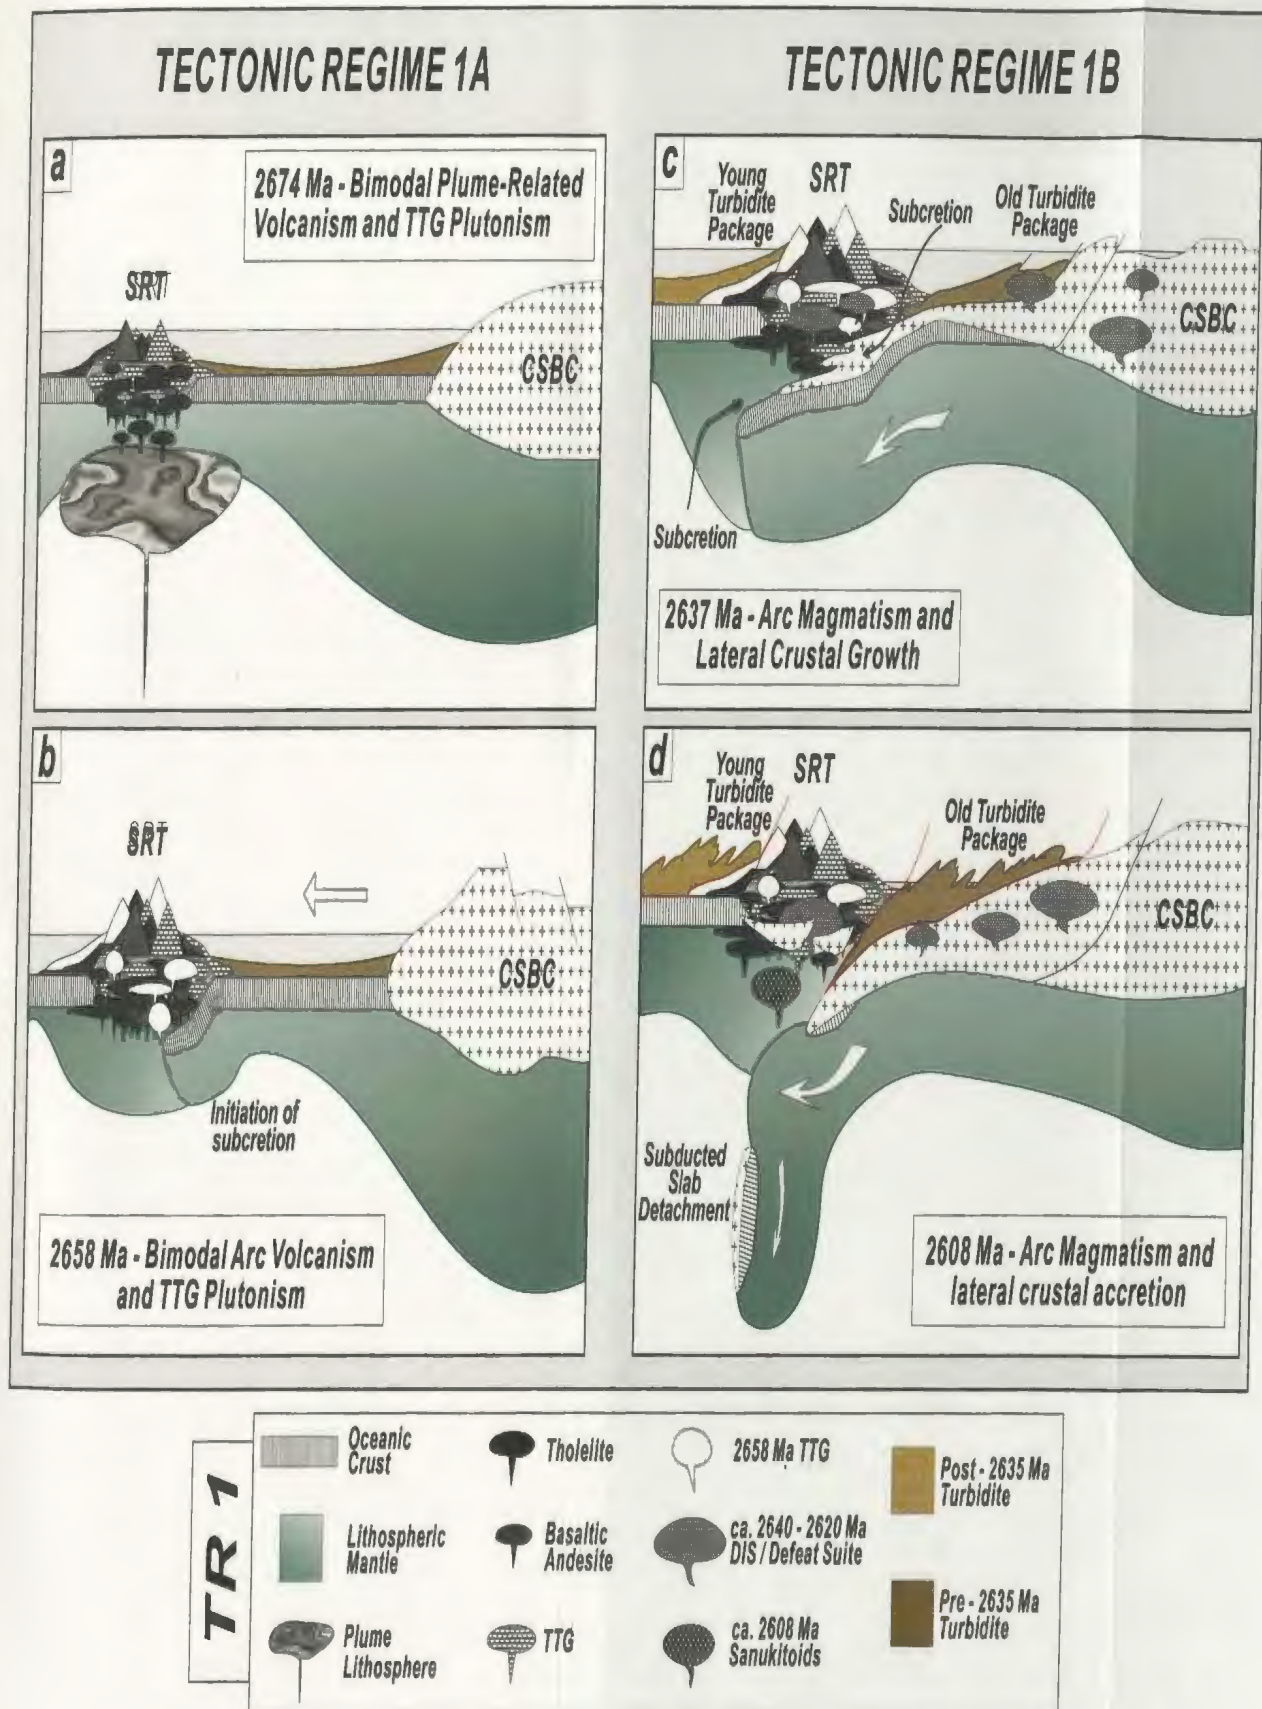 TECTONIC REGIME 1A
TECTONIC REGIME 1B
a
2674 Ma - Bimodal Plume-Related
Volcanism and TTG Plutonism
SRT
CSBC
b
SRT
CSBC
Initiation of
subcretion
2658 Ma - Bimodal Arc Volcanism
and TTG Plutonism
c
Young
Turbidite
Package
SRT
Subcretion
Old Turbidite
Package
CSBC
Subcretion
2637 Ma - Arc Magmatism and
Lateral Crustal Growth
d
Young
Turbidite
Package
SRT
Old Turbidite
Package
CSBC
Subducted
Slab
Detachment
2608 Ma - Arc Magmatism and
lateral crustal accretion
TR 1
Oceanic
Crust
Lithospheric
Mantle
Plume
Lithosphere
Tholeiite
Basaltic
Andesite
TTG
2658 Ma TTG
ca. 2640 - 2620 Ma
DIS / Defeat Suite
ca. 2608 Ma
Sanukitoids
Post - 2635 Ma
Turbidite
Pre - 2635 Ma
Turbidite